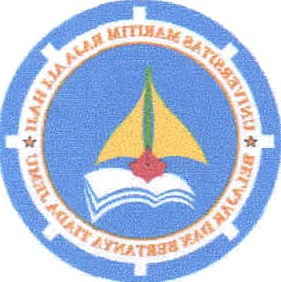 UNIVERSITAS MARITIM RAJA ALI HAJI
BELAJAR DAN BERTANYA TIADA JEMU